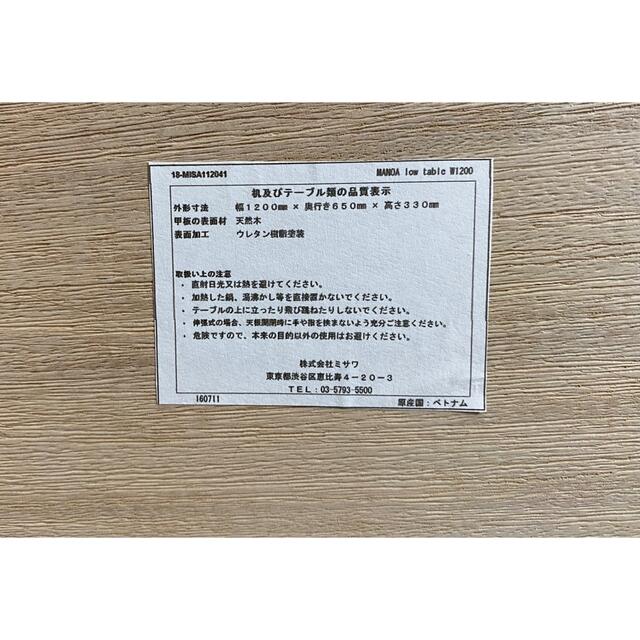 18-MISA112041 MANOA low table W1200
机及びテーブル類の品質表示
外形寸法 幅1200mm × 奥行き650mm × 高さ330mm
甲板の表面材 天然木
表面加工 ウレタン樹脂塗装
取扱い上の注意
・ 直射日光又は熱を避けてください。
・ 加熱した鍋、湯沸かし等を直接置かないでください。
・ テーブルの上に立ったり飛び跳ねたりしないでください。
・ 伸張式の場合、天板開閉時に手や指を挟まないよう充分ご注意ください。
・ 危険ですので、本来の目的以外の使用はお避けください。
株式会社ミサワ
東京都渋谷区恵比寿4-20-3
TEL:03-5793-5500
160711 原産国:ベトナム